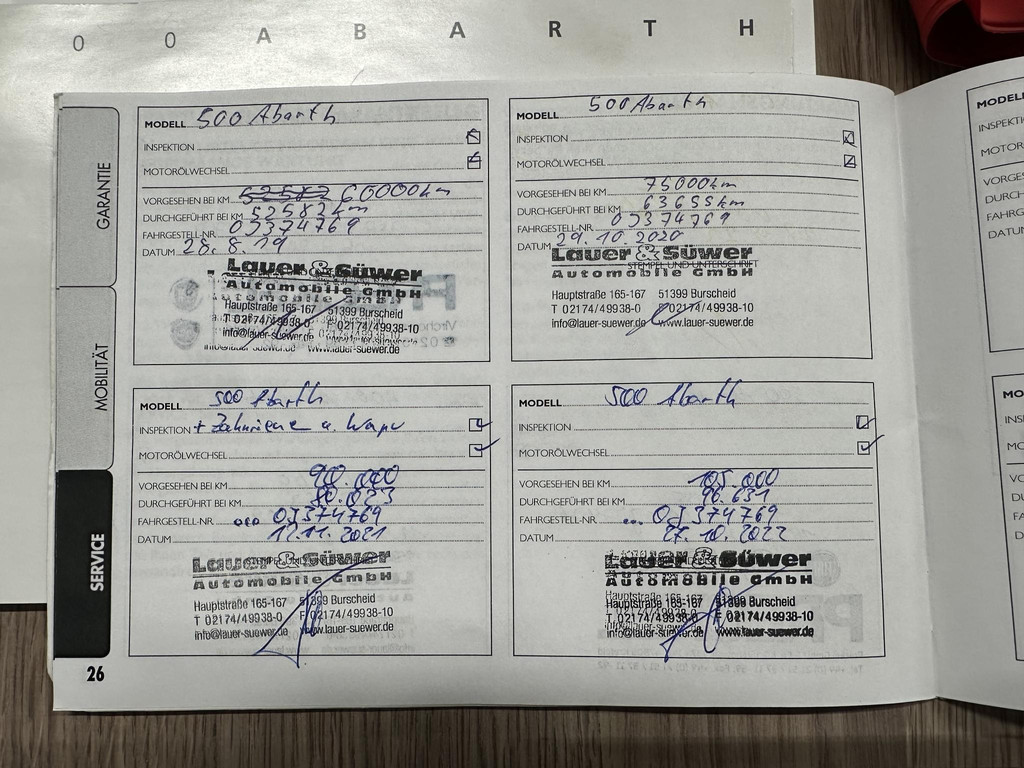 0 0 A B A R T H
GARANTIE
MOBILITÄT
SERVICE
26
MODELL 500 Abarth
INSPEKTION
MOTORÖLWECHSEL
VORGESEHEN BEI KM 52582 60000km
DURCHGEFÜHRT BEI KM 52582km
FAHRGESTELL-NR. 0J374769
DATUM 28.8.19
Lauer & Süwer
Automobile GmbH
Hauptstraße 165-167 51399 Burscheid
T 02174/49938-0 F 02174/49938-10
info@lauer-suewer.de www.lauer-suewer.de
MODELL 500 Abarth
INSPEKTION
MOTORÖLWECHSEL
VORGESEHEN BEI KM 75000km
DURCHGEFÜHRT BEI KM 63655km
FAHRGESTELL-NR. 0J374769
DATUM 29.10.2020
Lauer & Süwer
STEMPEL UND UNTERSCHRIFT
Automobile GmbH
Hauptstraße 165-167 51399 Burscheid
T 02174/49938-0 F 02174/49938-10
info@lauer-suewer.de www.lauer-suewer.de
MODELL 500 Abarth
INSPEKTION + Zahnriemen u. Wapu
MOTORÖLWECHSEL
VORGESEHEN BEI KM 90.000
DURCHGEFÜHRT BEI KM 80.023
FAHRGESTELL-NR. 000 0J374769
DATUM 12.11.2021
Lauer & Süwer
Automobile GmbH
Hauptstraße 165-167 51399 Burscheid
T 02174/49938-0 F 02174/49938-10
info@lauer-suewer.de www.lauer-suewer.de
MODELL 500 Abarth
INSPEKTION
MOTORÖLWECHSEL
VORGESEHEN BEI KM 105.000
DURCHGEFÜHRT BEI KM 96.631
FAHRGESTELL-NR. ... 0J374769
DATUM 27.10.2022
Lauer & Süwer
Automobile GmbH
Hauptstraße 165-167 51399 Burscheid
T 02174/49938-0 F 02174/49938-10
info@lauer-suewer.de www.lauer-suewer.de
MODELL